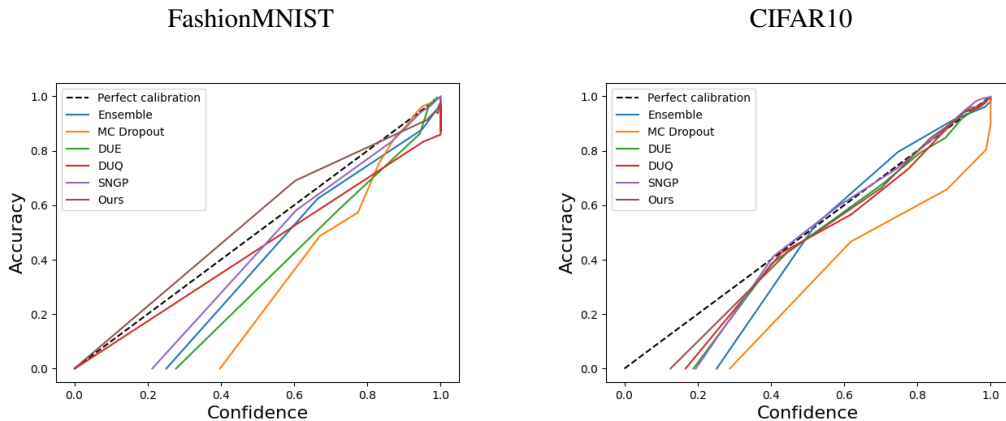 FashionMNIST
CIFAR10
1.0
0.8
0.6
0.4
0.2
0.0
Accuracy
Perfect calibration
Ensemble
MC Dropout
DUE
DUQ
SNGP
Ours
0.0 0.2 0.4 0.6 0.8 1.0
Confidence
1.0
0.8
0.6
0.4
0.2
0.0
Accuracy
Perfect calibration
Ensemble
MC Dropout
DUE
DUQ
SNGP
Ours
0.0 0.2 0.4 0.6 0.8 1.0
Confidence